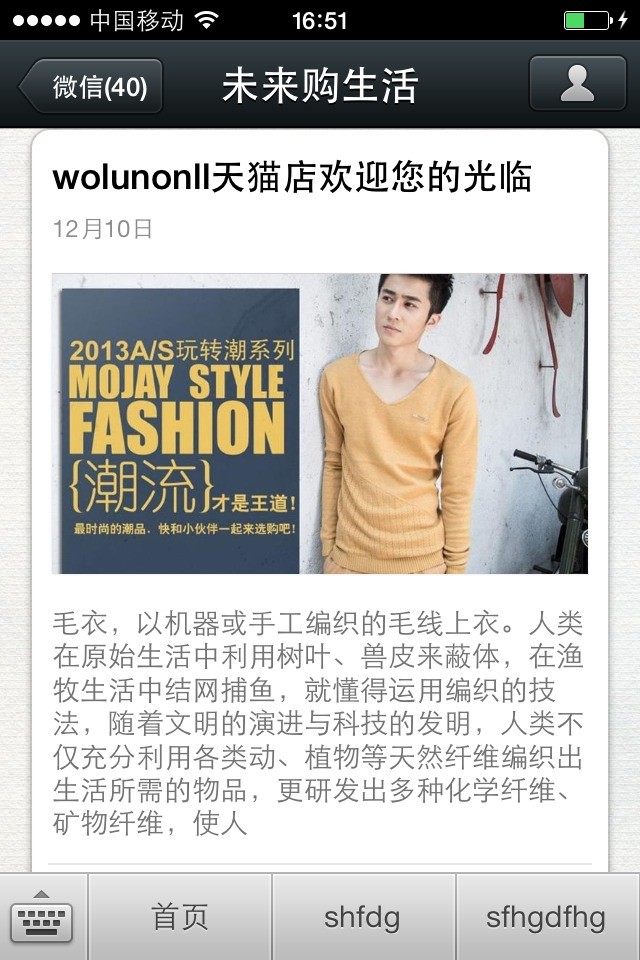 中国移动
16:51
微信(40)
未来购生活
wolunonll天猫店欢迎您的光临
12月10日
2013A/S玩转潮系列
MOJAY STYLE
FASHION
{潮流}才是王道!
最时尚的潮品，快和小伙伴一起来选购吧!
毛衣，以机器或手工编织的毛线上衣。人类
在原始生活中利用树叶、兽皮来蔽体，在渔
牧生活中结网捕鱼，就懂得运用编织的技
法，随着文明的演进与科技的发明，人类不
仅充分利用各类动、植物等天然纤维编织出
生活所需的物品，更研发出多种化学纤维、
矿物纤维，使人
首页
shfdg
sfhgdfhg